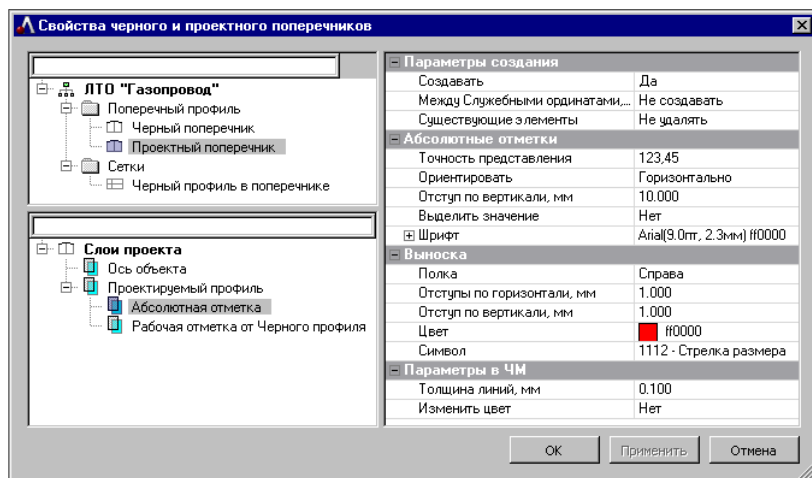 Свойства черного и проектного поперечников
ЛТО "Газопровод"
Поперечный профиль
Черный поперечник
Проектный поперечник
Сетки
Черный профиль в поперечнике
Слои проекта
Ось объекта
Проектируемый профиль
Абсолютная отметка
Рабочая отметка от Черного профиля
Параметры создания
Создавать Да
Между Служебными ординатами,... Не создавать
Существующие элементы Не удалять
Абсолютные отметки
Точность представления 123,45
Ориентировать Горизонтально
Отступ по вертикали, мм 10.000
Выделить значение Нет
Шрифт Arial(9.0пт, 2.3мм) ff0000
Выноска
Полка Справа
Отступы по горизонтали, мм 1.000
Отступ по вертикали, мм 1.000
Цвет ff0000
Символ 1112 - Стрелка размера
Параметры в ЧМ
Толщина линий, мм 0.100
Изменить цвет Нет
ОК Применить Отмена